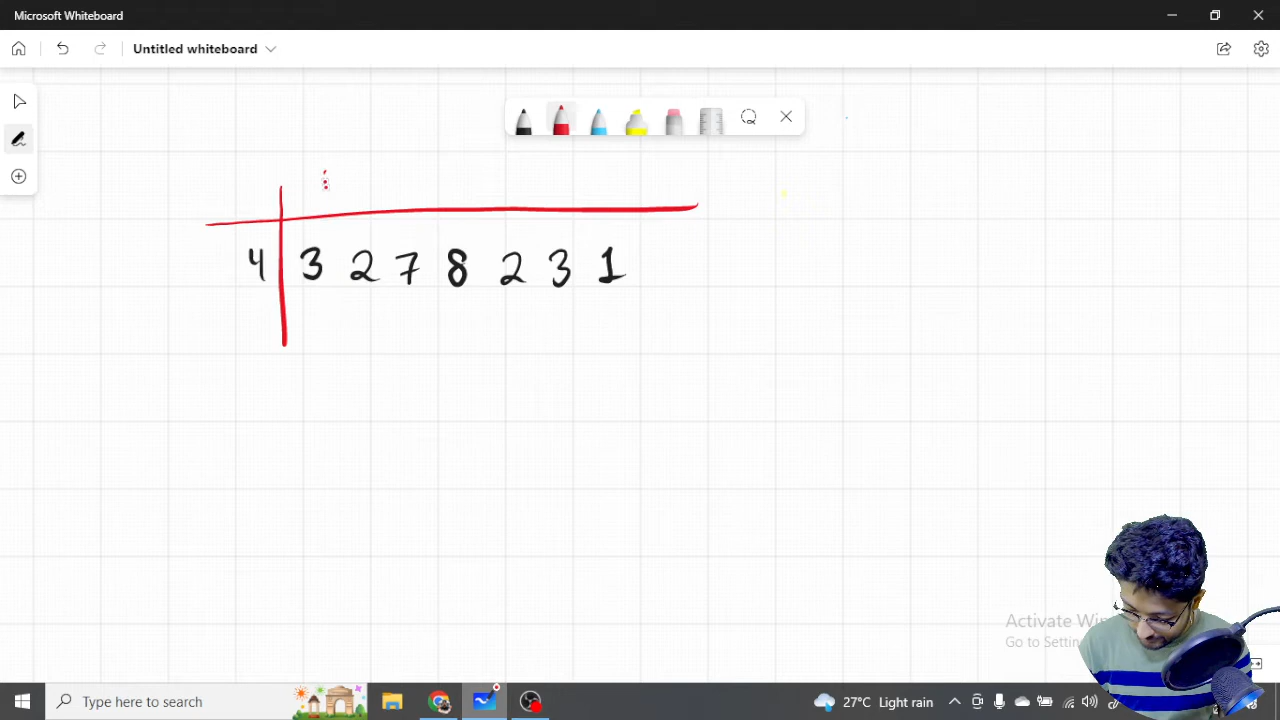 Microsoft Whiteboard
Untitled whiteboard
4 3 2 7 8 2 3 1
Activate Wi
Go to Settin
Type here to search
27°C Light rain